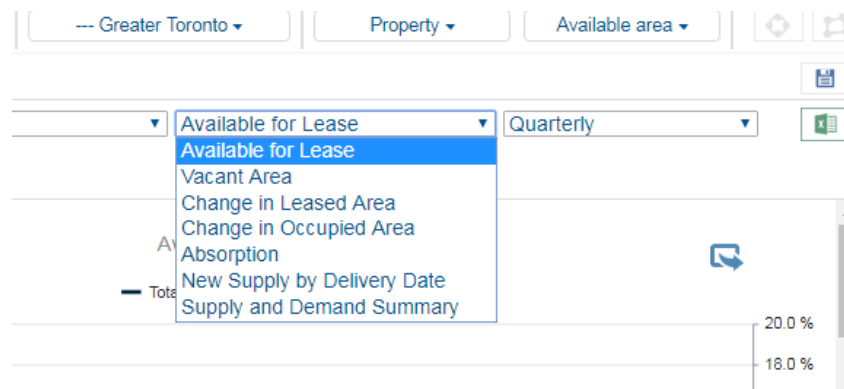 --- Greater Toronto Property Available area
Available for Lease Quarterly
Available for Lease
Vacant Area
Change in Leased Area
Change in Occupied Area
Absorption
New Supply by Delivery Date
Supply and Demand Summary
20.0 %
18.0 %